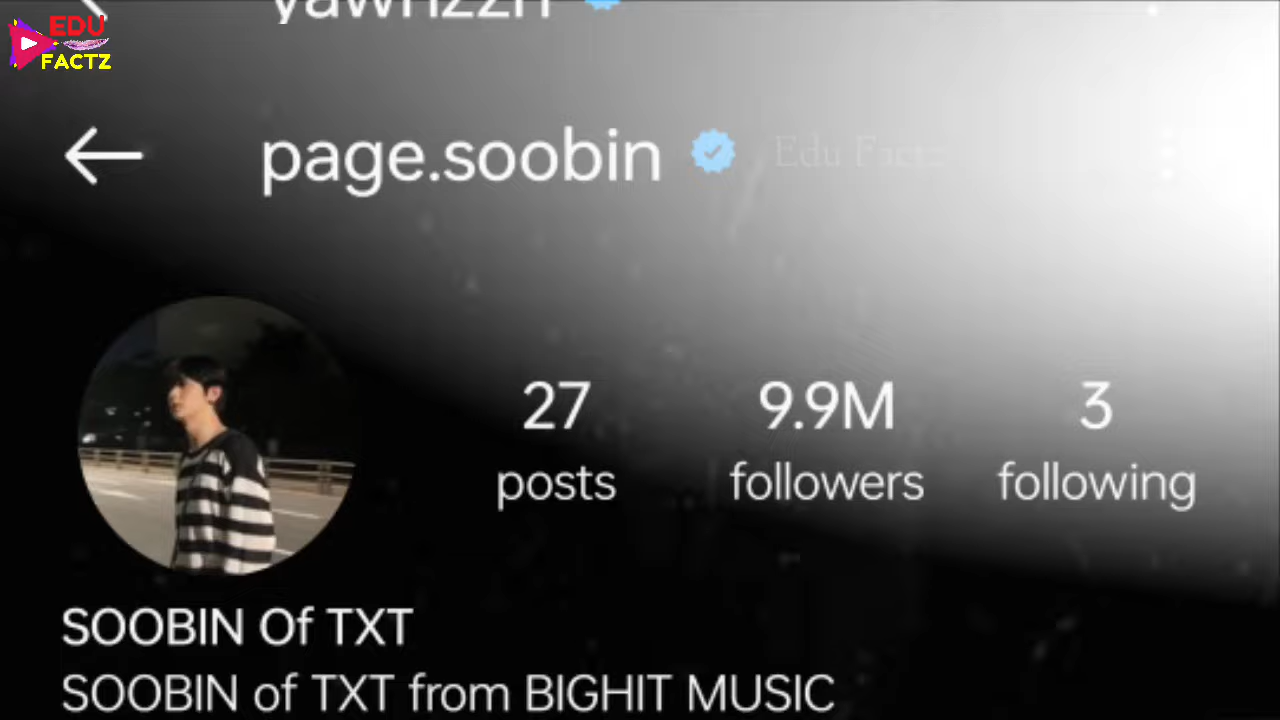 yawnzzn
EDU
FACTZ
page.soobin
Edu Factz
27 9.9M 3
posts followers following
SOOBIN Of TXT
SOOBIN of TXT from BIGHIT MUSIC